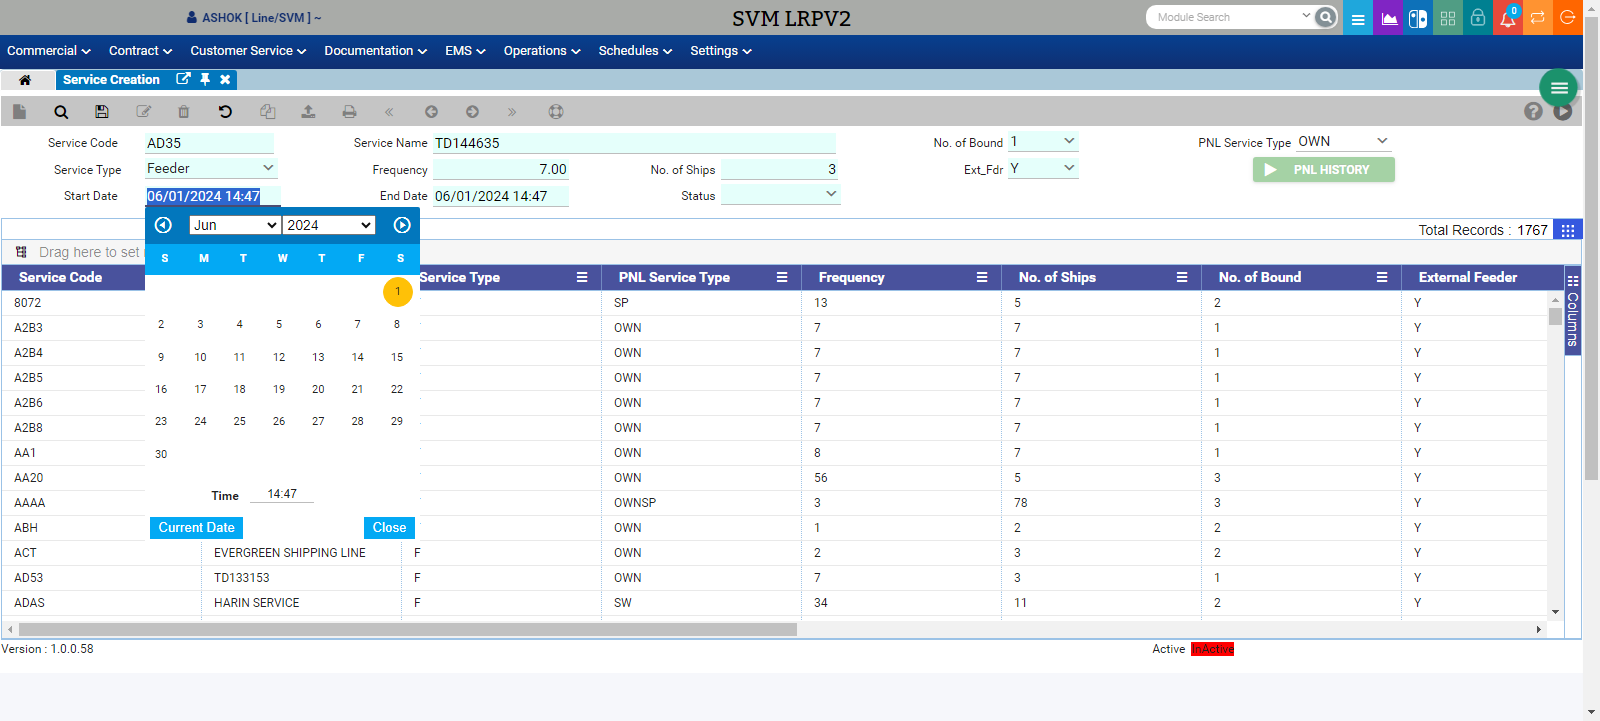 ASHOK [ Line/SVM ] ~
SVM LRPV2
Module Search
0
Commercial
Contract
Customer Service
Documentation
EMS
Operations
Schedules
Settings
Service Creation
Service Code AD35 Service Name TD144635 No. of Bound 1 PNL Service Type OWN
Service Type Feeder Frequency 7.00 No. of Ships 3 Ext_Fdr Y PNL HISTORY
Start Date 06/01/2024 14:47 End Date 06/01/2024 14:47 Status
Jun 2024
S M T W T F S
1
2 3 4 5 6 7 8
9 10 11 12 13 14 15
16 17 18 19 20 21 22
23 24 25 26 27 28 29
30
Time 14:47
Current Date Close
Total Records : 1767
Drag here to set
Service Code Service Type PNL Service Type Frequency No. of Ships No. of Bound External Feeder
8072 SP 13 5 2 Y
A2B3 OWN 7 7 1 Y
A2B4 OWN 7 7 1 Y
A2B5 OWN 7 7 1 Y
A2B6 OWN 7 7 1 Y
A2B8 OWN 7 7 1 Y
AA1 OWN 8 7 1 Y
AA20 OWN 56 5 3 Y
AAAA OWNSP 3 78 3 Y
ABH OWN 1 2 2 Y
ACT EVERGREEN SHIPPING LINE F OWN 2 3 2 Y
AD53 TD133153 F OWN 7 3 1 Y
ADAS HARIN SERVICE F SW 34 11 2 Y
Columns
Version : 1.0.0.58
Active InActive